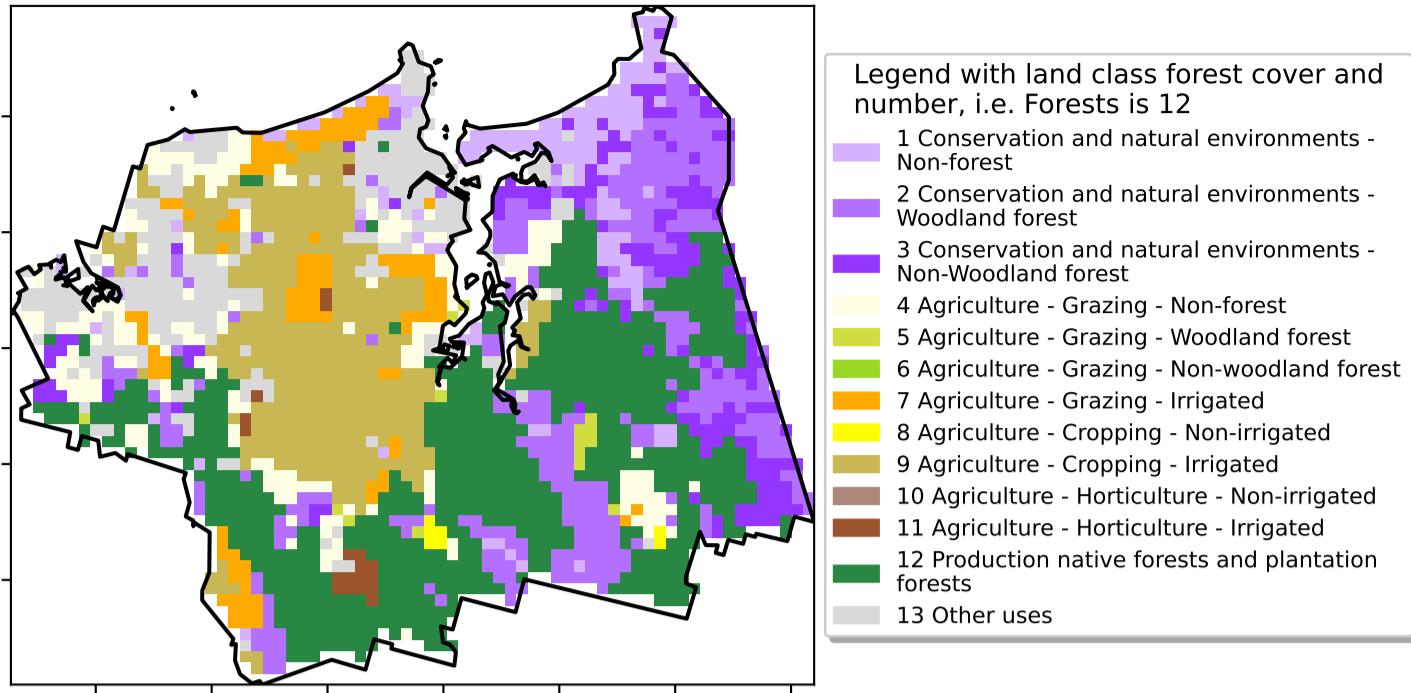 Legend with land class forest cover and
number, i.e. Forests is 12
1 Conservation and natural environments -
Non-forest
2 Conservation and natural environments -
Woodland forest
3 Conservation and natural environments -
Non-Woodland forest
4 Agriculture - Grazing - Non-forest
5 Agriculture - Grazing - Woodland forest
6 Agriculture - Grazing - Non-woodland forest
7 Agriculture - Grazing - Irrigated
8 Agriculture - Cropping - Non-irrigated
9 Agriculture - Cropping - Irrigated
10 Agriculture - Horticulture - Non-irrigated
11 Agriculture - Horticulture - Irrigated
12 Production native forests and plantation
forests
13 Other uses